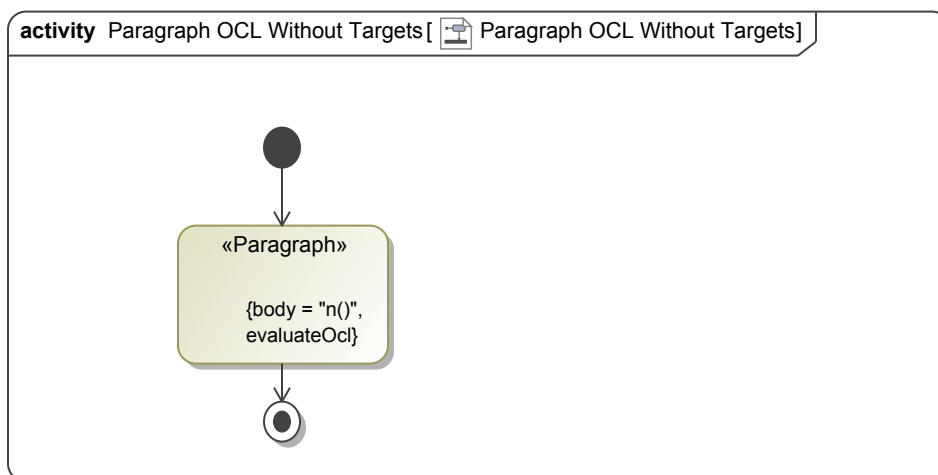 activity Paragraph OCL Without Targets[ Paragraph OCL Without Targets]
«Paragraph»
{body = "n()",
evaluateOcl}